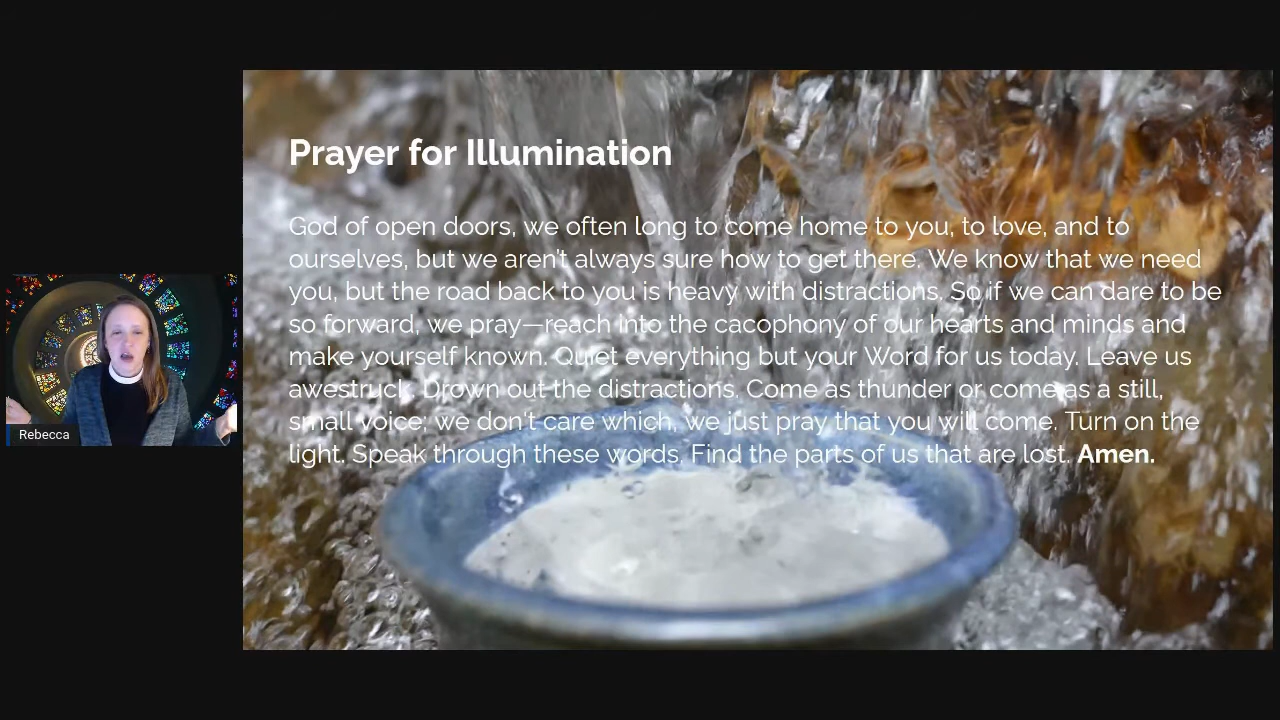 Prayer for Illumination
God of open doors, we often long to come home to you, to love, and to
ourselves, but we aren't always sure how to get there. We know that we need
you, but the road back to you is heavy with distractions. So if we can dare to be
so forward, we pray—reach into the cacophony of our hearts and minds and
make yourself known. Quiet everything but your Word for us today. Leave us
awestruck. Drown out the distractions. Come as thunder or come as a still,
small voice; we don't care which, we just pray that you will come. Turn on the
light. Speak through these words. Find the parts of us that are lost. Amen.
Rebecca